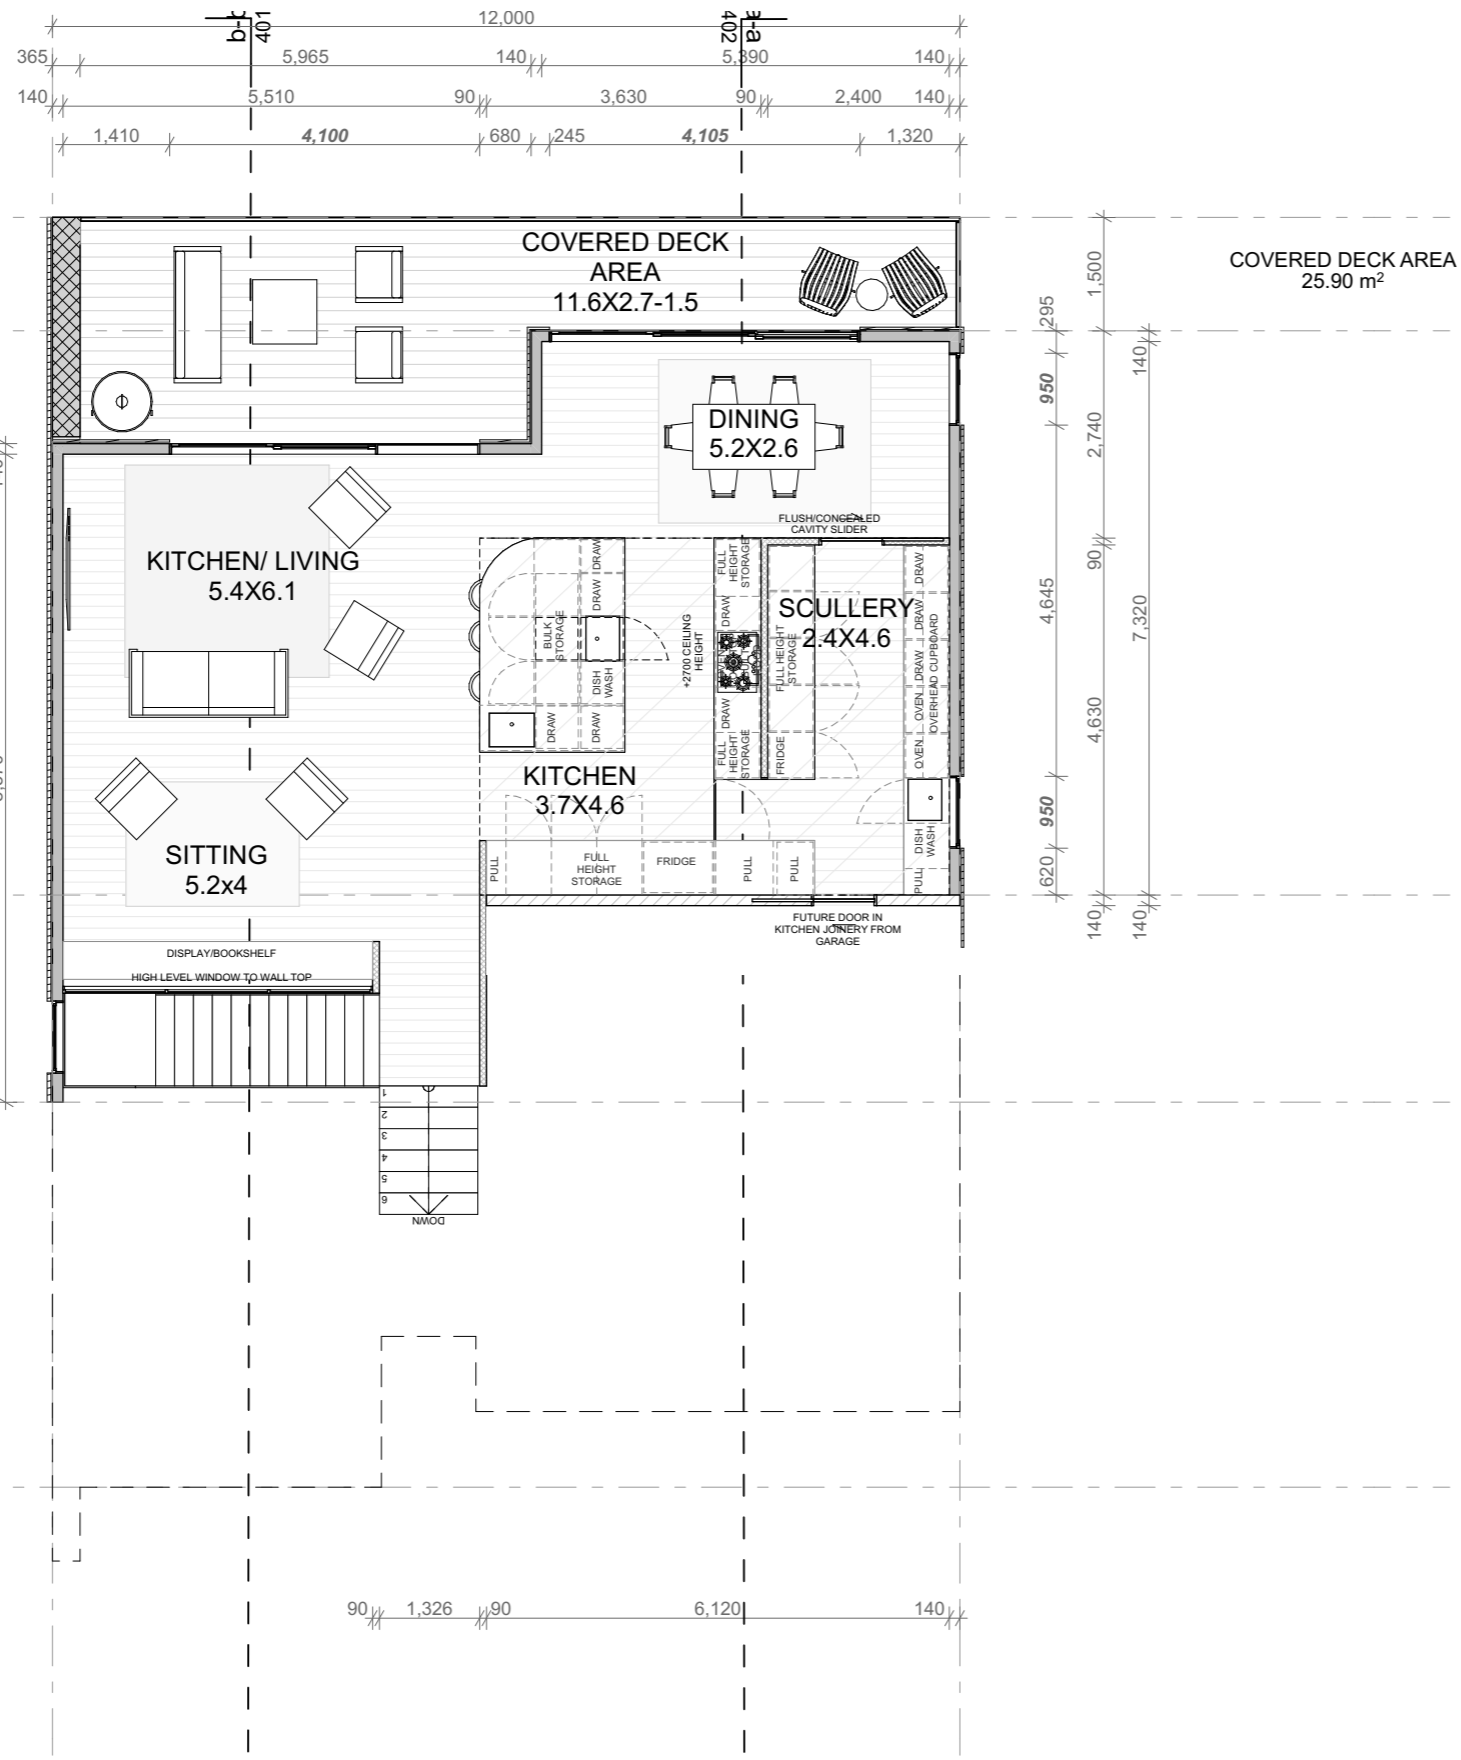 b-b
401
12,000
402
a-a
365
5,965
140
5,390
140
140
5,510
90
3,630
90
2,400
140
1,410
4,100
680
245
4,105
1,320
COVERED DECK
AREA
11.6X2.7-1.5
COVERED DECK AREA
25.90 m²
1,500
295
140
950
2,740
90
4,645
7,320
4,630
950
620
140
140
DINING
5.2X2.6
FLUSH/CONCEALED
CAVITY SLIDER
KITCHEN/ LIVING
5.4X6.1
SCULLERY
2.4X4.6
DRAW
DRAW
BULK
STORAGE
DISH
WASH
DRAW
DRAW
+2700 CEILING
HEIGHT
FULL
HEIGHT
STORAGE
DRAW
DRAW
FULL
HEIGHT
STORAGE
FULL HEIGHT
STORAGE
FRIDGE
DRAW
DRAW
DRAW
OVEN
OVEN
OVERHEAD CUPBOARD
DISH
WASH
PULL
KITCHEN
3.7X4.6
PULL
FULL
HEIGHT
STORAGE
FRIDGE
PULL
PULL
SITTING
5.2x4
FUTURE DOOR IN
KITCHEN JOINERY FROM
GARAGE
DISPLAY/BOOKSHELF
HIGH LEVEL WINDOW TO WALL TOP
1
2
3
4
5
6
DOWN
90
1,326
90
6,120
140